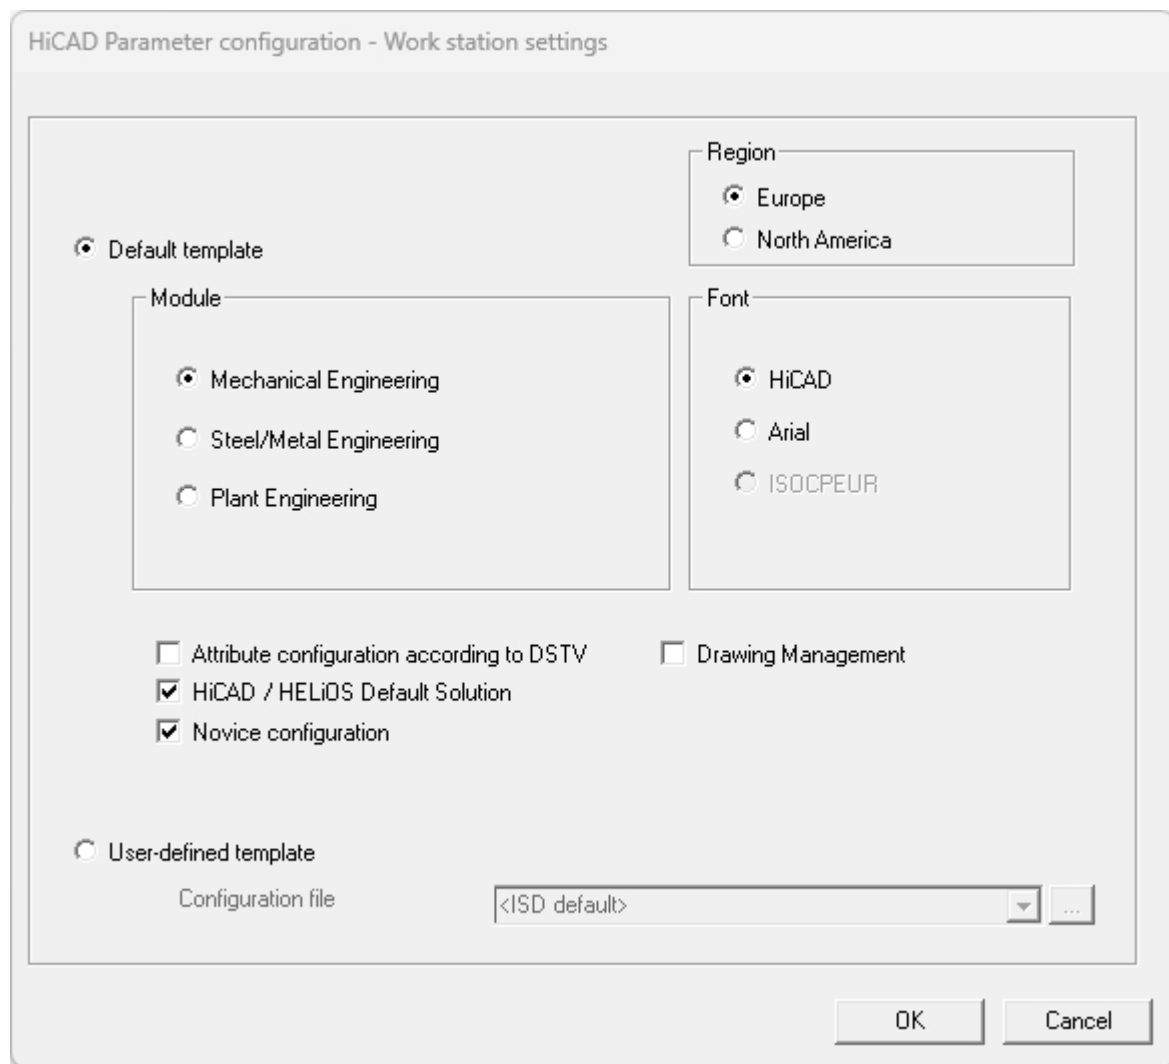 HiCAD Parameter configuration - Work station settings
Region
Europe
North America
Default template
Module
Mechanical Engineering
Steel/Metal Engineering
Plant Engineering
Font
HiCAD
Arial
ISOCPEUR
Attribute configuration according to DSTV
Drawing Management
HiCAD / HELiOS Default Solution
Novice configuration
User-defined template
Configuration file
<ISD default>
...
OK
Cancel